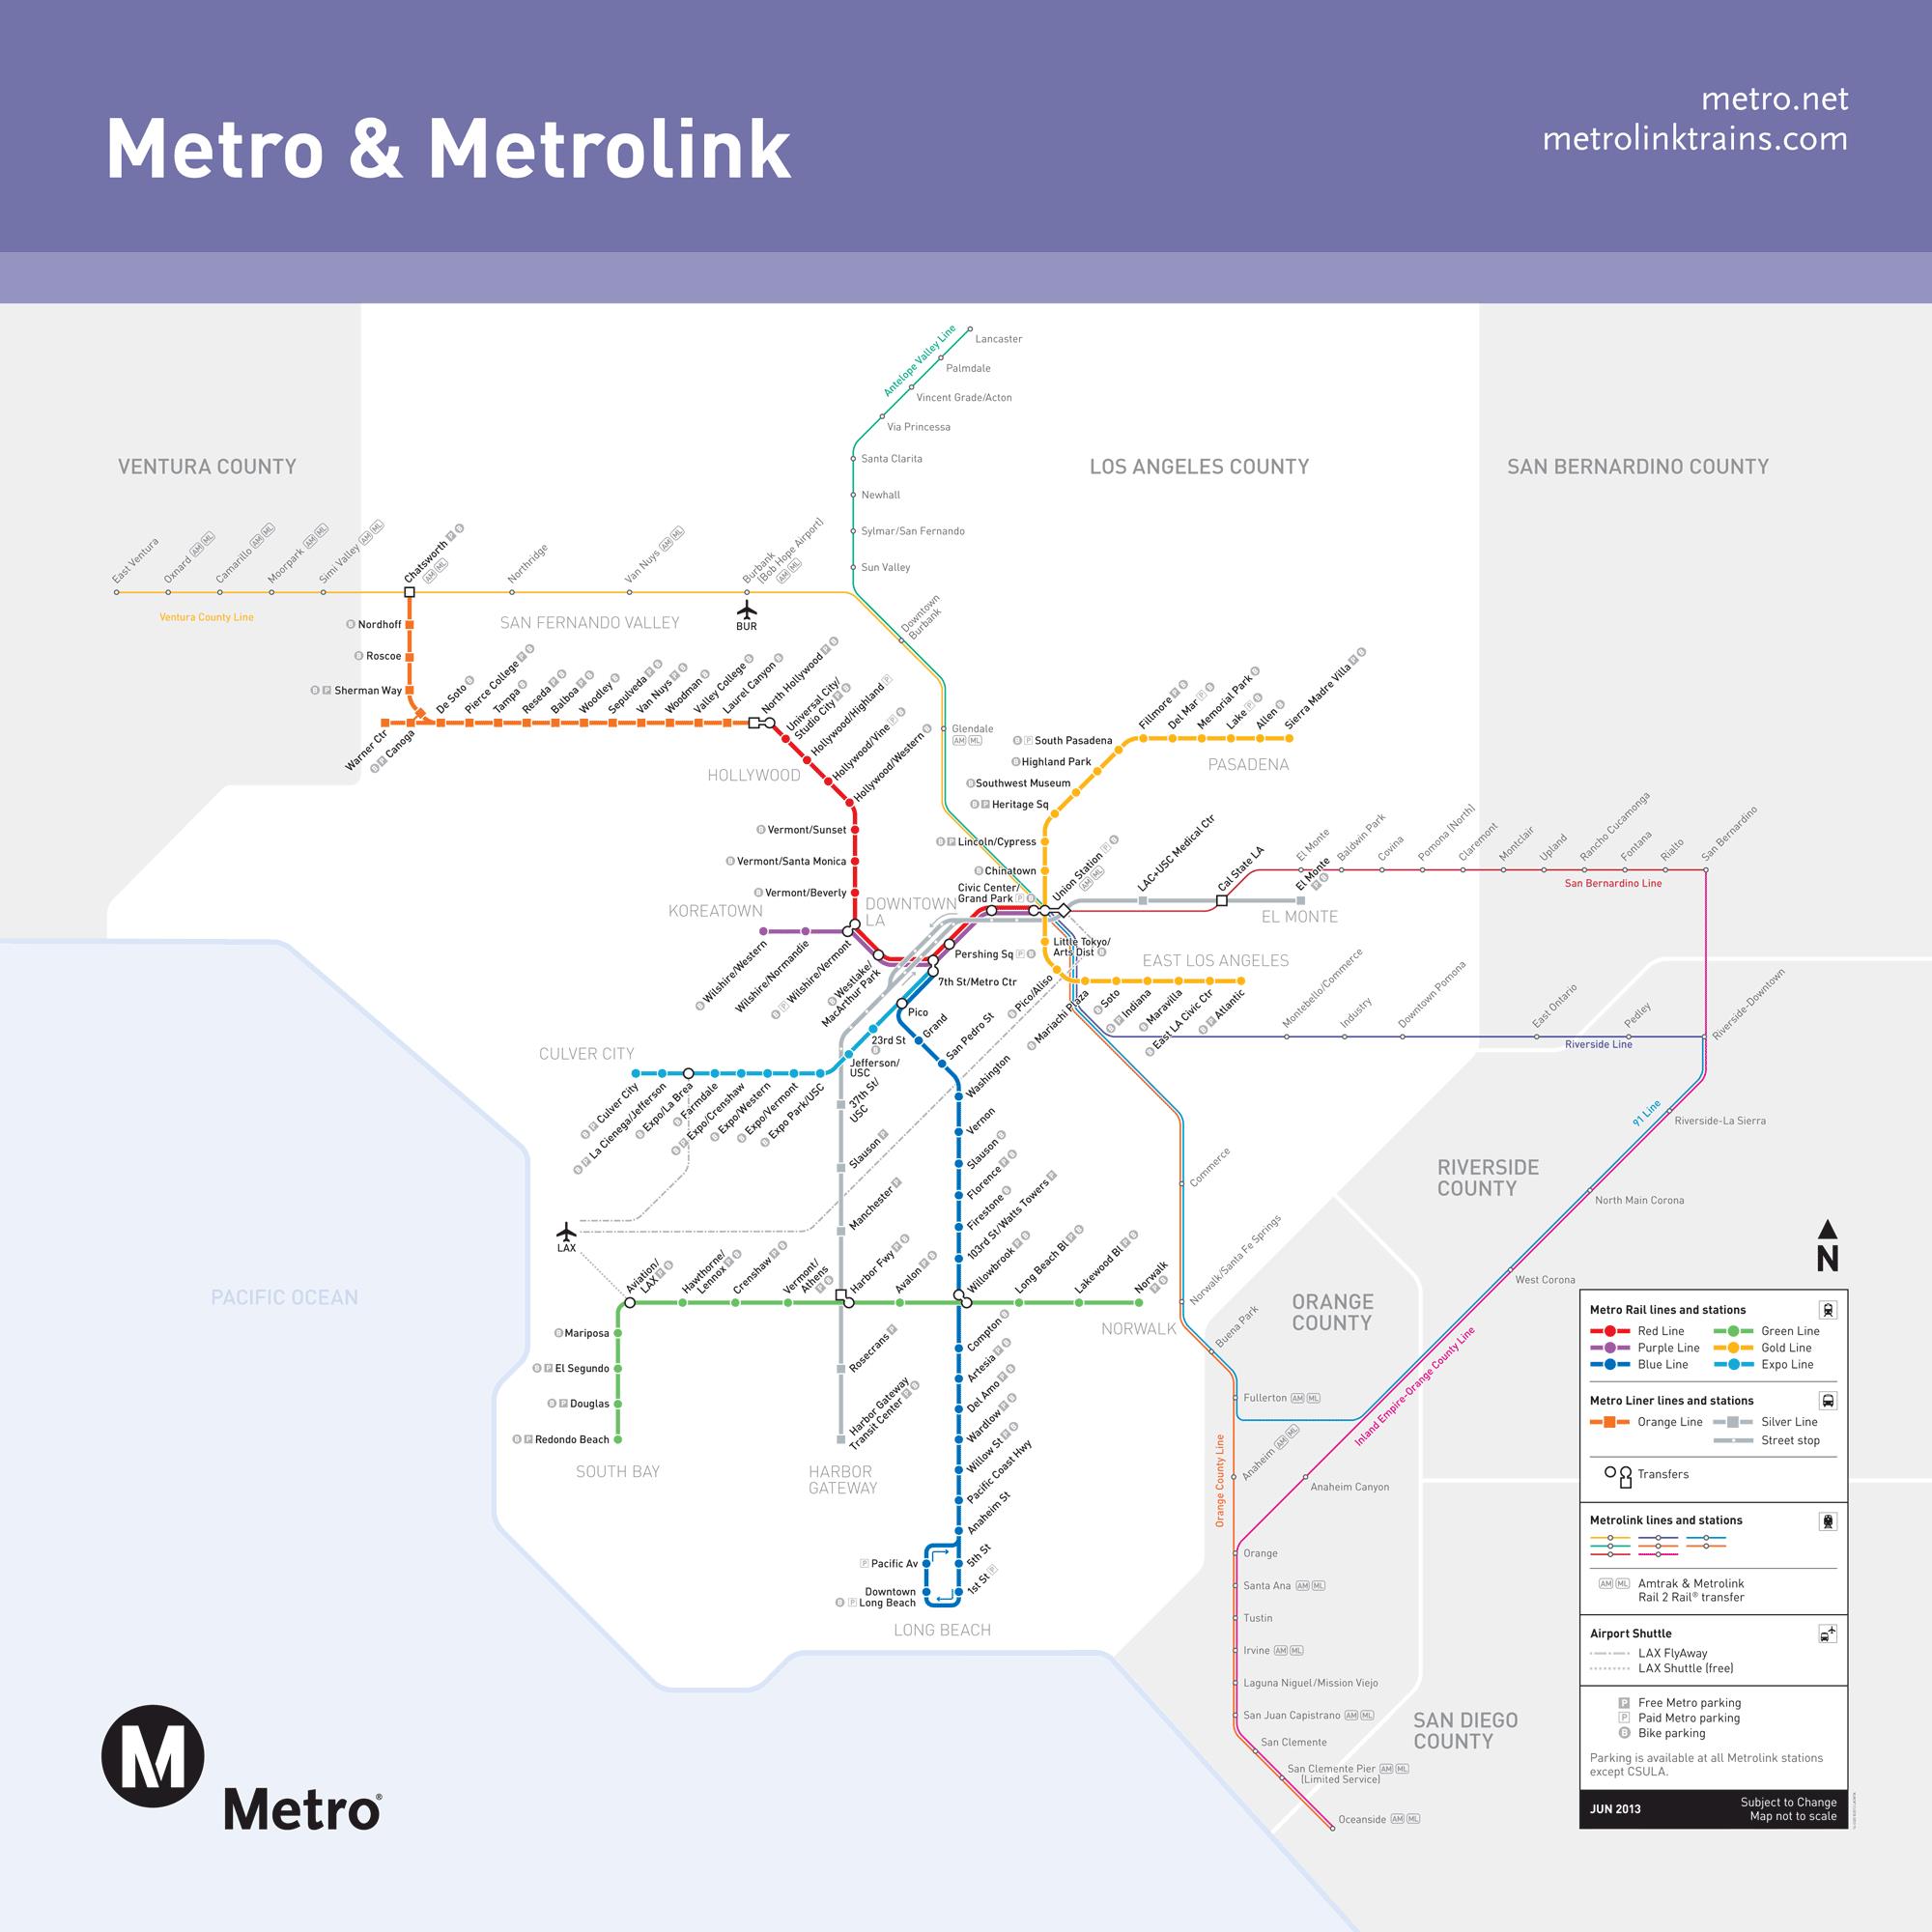 metro.net
metrolinktrains.com
Metro & Metrolink
VENTURA COUNTY
LOS ANGELES COUNTY
SAN BERNARDINO COUNTY
Antelope Valley Line
Lancaster
Palmdale
Vincent Grade/Acton
Via Princessa
Santa Clarita
Newhall
Sylmar/San Fernando
Sun Valley
East Ventura
Oxnard AM ML
Camarillo AM ML
Moorpark AM ML
Simi Valley AM ML
Chatsworth P B
AM ML
Northridge
Van Nuys AM ML
Burbank
(Bob Hope Airport)
AM ML
Downtown
Burbank
Ventura County Line
SAN FERNANDO VALLEY
BUR
B Nordhoff
B Roscoe
B P Sherman Way
Warner Ctr
B P Canoga
De Soto B
Pierce College P B
Tampa B
Reseda P B
Balboa P B
Woodley B
Sepulveda P B
Van Nuys P B
Woodman B
Valley College B
Laurel Canyon B
North Hollywood P B
Universal City/
Studio City P B
Hollywood/Highland P
Hollywood/Vine P B
Hollywood/Western B
HOLLYWOOD
Glendale
AM ML
B Vermont/Sunset
B Vermont/Santa Monica
B Vermont/Beverly
KOREATOWN
DOWNTOWN
LA
B Wilshire/Western
Wilshire/Normandie
B P Wilshire/Vermont
B Westlake/
MacArthur Park
Civic Center/
Grand Park P B
Pershing Sq P B
7th St/Metro Ctr
Fillmore P B
Del Mar P B
Memorial Park B
Lake P B
Allen B
Sierra Madre Villa P B
B P South Pasadena
B Highland Park
B Southwest Museum
B P Heritage Sq
B P Lincoln/Cypress
B Chinatown
PASADENA
Union Station P B
AM ML
LAC+USC Medical Ctr
Cal State LA
El Monte
El Monte
P B
EL MONTE
Baldwin Park
Covina
Pomona (North)
Claremont
Montclair
Upland
Rancho Cucamonga
Fontana
Rialto
San Bernardino
San Bernardino Line
Little Tokyo/
Arts Dist B
EAST LOS ANGELES
B Pico/Aliso
B Mariachi Plaza
B Soto
B P Indiana
B Maravilla
B East LA Civic Ctr
B P Atlantic
Montebello/Commerce
Industry
Downtown Pomona
East Ontario
Pedley
Riverside-Downtown
Riverside Line
Pico
Grand
San Pedro St
Washington
Vernon
Slauson B
Florence P B
Firestone B
103rd St/Watts Towers P
Willowbrook P B
CULVER CITY
23rd St
B
Jefferson/
USC
B P Culver City
B P La Cienega/Jefferson
B Expo/La Brea
B Farmdale
B P Expo/Crenshaw
B Expo/Western
B Expo/Vermont
B Expo Park/USC
37th St/
USC
Slauson P
Manchester P
LAX
Aviation/
LAX P B
Hawthorne/
Lennox P B
Crenshaw P B
Vermont/
Athens
P B
Harbor Fwy P B
Avalon P B
Long Beach Bl P B
Lakewood Bl P B
Norwalk
P B
NORWALK
B Mariposa
B P El Segundo
B P Douglas
B P Redondo Beach
SOUTH BAY
Rosecrans P
Harbor Gateway
Transit Center P B
HARBOR
GATEWAY
Compton B
Artesia P B
Del Amo P B
Wardlow P B
Willow St P B
Pacific Coast Hwy
Anaheim St
5th St
1st St P
P Pacific Av
Downtown
B P Long Beach
LONG BEACH
PACIFIC OCEAN
Commerce
Norwalk/Santa Fe Springs
Buena Park
Fullerton AM ML
Anaheim AM ML
Orange County Line
Anaheim Canyon
Orange
Santa Ana AM ML
Tustin
Irvine AM ML
Laguna Niguel/Mission Viejo
San Juan Capistrano AM ML
San Clemente
San Clemente Pier AM ML
(Limited Service)
Oceanside AM ML
91 Line
Riverside-La Sierra
North Main Corona
West Corona
Inland Empire-Orange County Line
RIVERSIDE
COUNTY
ORANGE
COUNTY
SAN DIEGO
COUNTY
N
Metro Rail lines and stations
Red Line
Green Line
Purple Line
Gold Line
Blue Line
Expo Line
Metro Liner lines and stations
Orange Line
Silver Line
Street stop
Transfers
Metrolink lines and stations
AM ML Amtrak & Metrolink
Rail 2 Rail® transfer
Airport Shuttle
LAX FlyAway
LAX Shuttle (free)
P Free Metro parking
P Paid Metro parking
B Bike parking
Parking is available at all Metrolink stations
except CSULA.
JUN 2013
Subject to Change
Map not to scale
M
Metro®